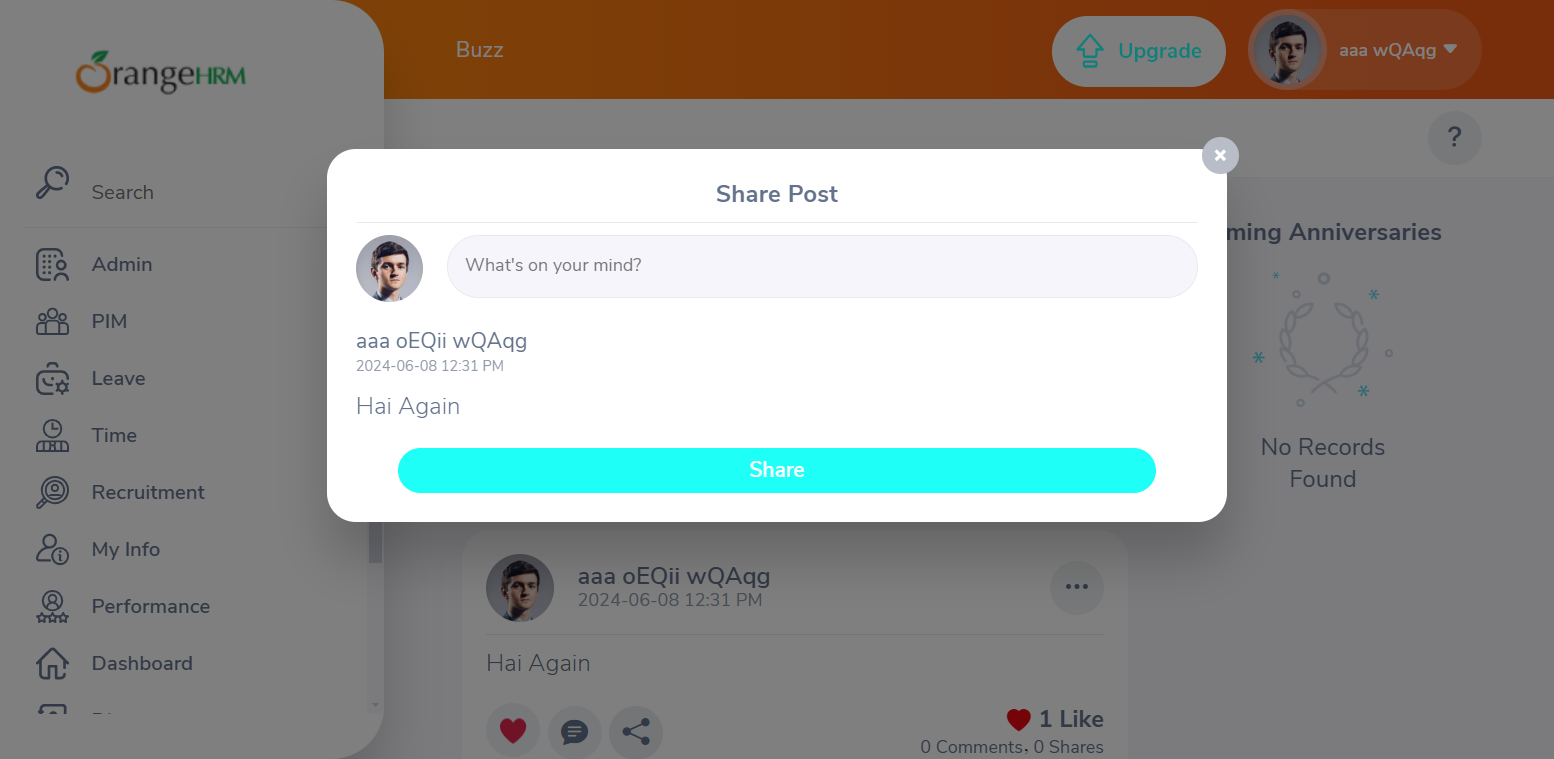 OrangeHRM
Buzz
Upgrade
aaa wQAqg
?
Search
Admin
PIM
Leave
Time
Recruitment
My Info
Performance
Dashboard
Share Post
What's on your mind?
aaa oEQii wQAqg
2024-06-08 12:31 PM
Hai Again
Share
ming Anniversaries
No Records
Found
aaa oEQii wQAqg
2024-06-08 12:31 PM
Hai Again
1 Like
0 Comments, 0 Shares